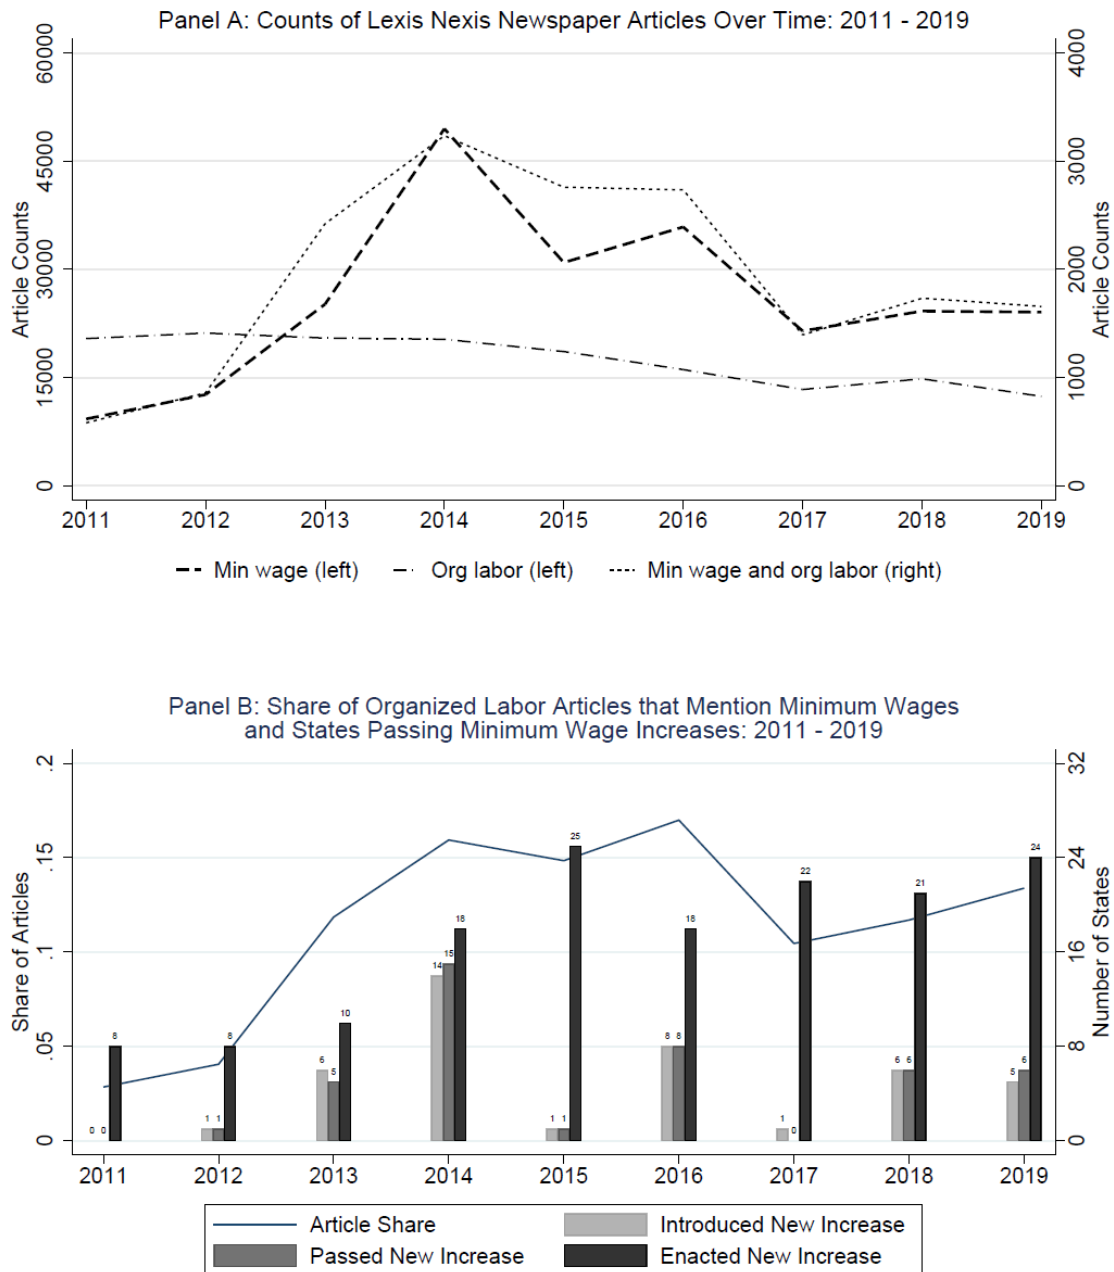 Panel A: Counts of Lexis Nexis Newspaper Articles Over Time: 2011 - 2019
60000
45000
30000
15000
0
Article Counts
4000
3000
2000
1000
0
Article Counts
2011 2012 2013 2014 2015 2016 2017 2018 2019
Min wage (left) Org labor (left) Min wage and org labor (right)
Panel B: Share of Organized Labor Articles that Mention Minimum Wages
and States Passing Minimum Wage Increases: 2011 - 2019
.2
.15
.1
.05
0
Share of Articles
32
24
16
8
0
Number of States
0 0 8
1 1 8
6 5 10
14 15 18
1 1 25
8 8 18
1 0 22
6 6 21
5 6 24
2011 2012 2013 2014 2015 2016 2017 2018 2019
Article Share Introduced New Increase
Passed New Increase Enacted New Increase